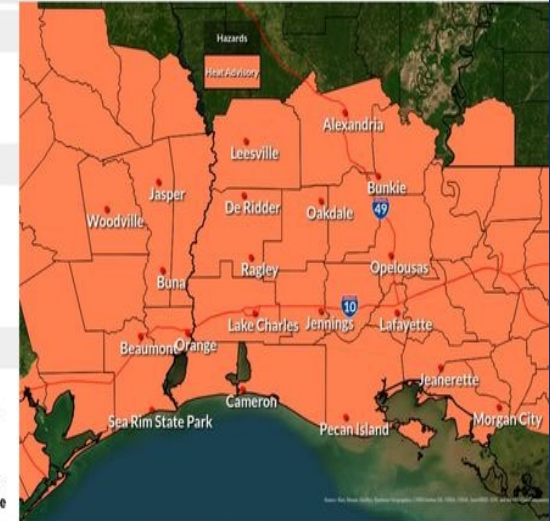 Hazards
Heat Advisory
Alexandria
Leesville
Jasper
Bunkie
De Ridder
Oakdale
49
Woodville
Ragley
Opelousas
Buna
10
Lake Charles
Jennings
Lafayette
Beaumont
Orange
Jeanerette
Cameron
Sea Rim State Park
Morgan City
Pecan Island
e